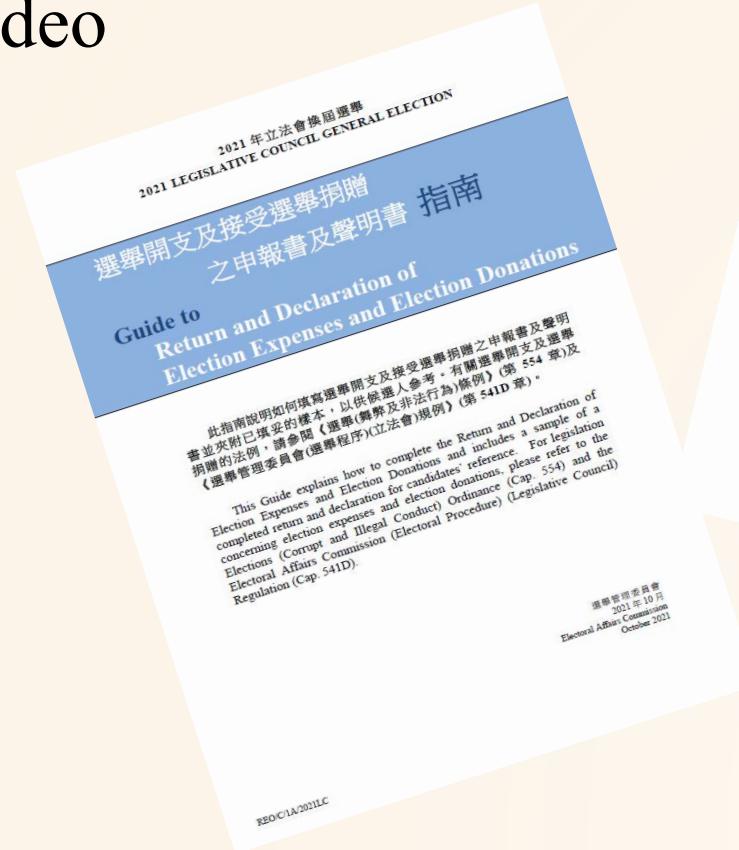 deo
2021 年立法會換屆選舉
2021 LEGISLATIVE COUNCIL GENERAL ELECTION
選舉開支及接受選舉捐贈
之申報書及聲明書 指南
Guide to
Return and Declaration of
Election Expenses and Election Donations
此指南說明如何填寫選舉開支及接受選舉捐贈之申報書及聲明
書並夾附已填妥的樣本，以供候選人參考。有關選舉開支及選舉
捐贈的法例，請參閱《選舉(舞弊及非法行為)條例》(第 554 章)及
《選舉管理委員會(選舉程序)(立法會)規例》(第 541D 章)。
This Guide explains how to complete the Return and Declaration of
Election Expenses and Election Donations and includes a sample of a
completed return and declaration for candidates' reference. For legislation
concerning election expenses and election donations, please refer to the
Elections (Corrupt and Illegal Conduct) Ordinance (Cap. 554) and the
Electoral Affairs Commission (Electoral Procedure) (Legislative Council)
Regulation (Cap. 541D).
選舉管理委員會
2021 年 10 月
Electoral Affairs Commission
October 2021
REO/C/1A/2021LC